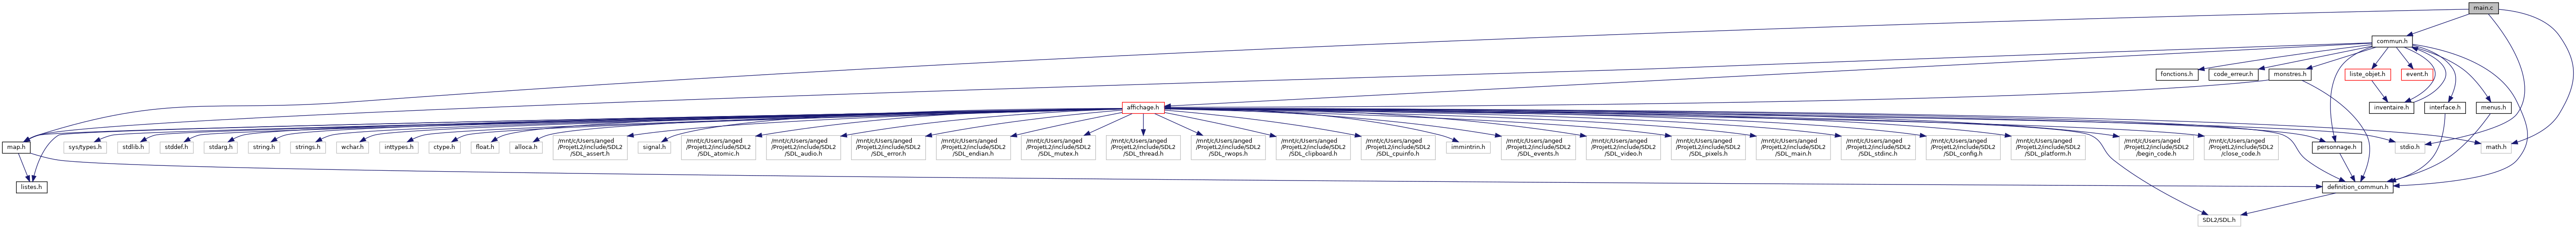 main.c
commun.h
fonctions.h
code_erreur.h
monstres.h
liste_objet.h
event.h
affichage.h
inventaire.h
interface.h
menus.h
map.h
sys/types.h
stdlib.h
stddef.h
stdarg.h
string.h
strings.h
wchar.h
inttypes.h
ctype.h
float.h
alloca.h
/mnt/c/Users/anged
/ProjetL2/include/SDL2
/SDL_assert.h
signal.h
/mnt/c/Users/anged
/ProjetL2/include/SDL2
/SDL_atomic.h
/mnt/c/Users/anged
/ProjetL2/include/SDL2
/SDL_audio.h
/mnt/c/Users/anged
/ProjetL2/include/SDL2
/SDL_error.h
/mnt/c/Users/anged
/ProjetL2/include/SDL2
/SDL_endian.h
/mnt/c/Users/anged
/ProjetL2/include/SDL2
/SDL_mutex.h
/mnt/c/Users/anged
/ProjetL2/include/SDL2
/SDL_thread.h
/mnt/c/Users/anged
/ProjetL2/include/SDL2
/SDL_rwops.h
/mnt/c/Users/anged
/ProjetL2/include/SDL2
/SDL_clipboard.h
/mnt/c/Users/anged
/ProjetL2/include/SDL2
/SDL_cpuinfo.h
immintrin.h
/mnt/c/Users/anged
/ProjetL2/include/SDL2
/SDL_events.h
/mnt/c/Users/anged
/ProjetL2/include/SDL2
/SDL_video.h
/mnt/c/Users/anged
/ProjetL2/include/SDL2
/SDL_pixels.h
/mnt/c/Users/anged
/ProjetL2/include/SDL2
/SDL_main.h
/mnt/c/Users/anged
/ProjetL2/include/SDL2
/SDL_stdinc.h
/mnt/c/Users/anged
/ProjetL2/include/SDL2
/SDL_config.h
/mnt/c/Users/anged
/ProjetL2/include/SDL2
/SDL_platform.h
/mnt/c/Users/anged
/ProjetL2/include/SDL2
/begin_code.h
/mnt/c/Users/anged
/ProjetL2/include/SDL2
/close_code.h
personnage.h
stdio.h
math.h
listes.h
definition_commun.h
SDL2/SDL.h